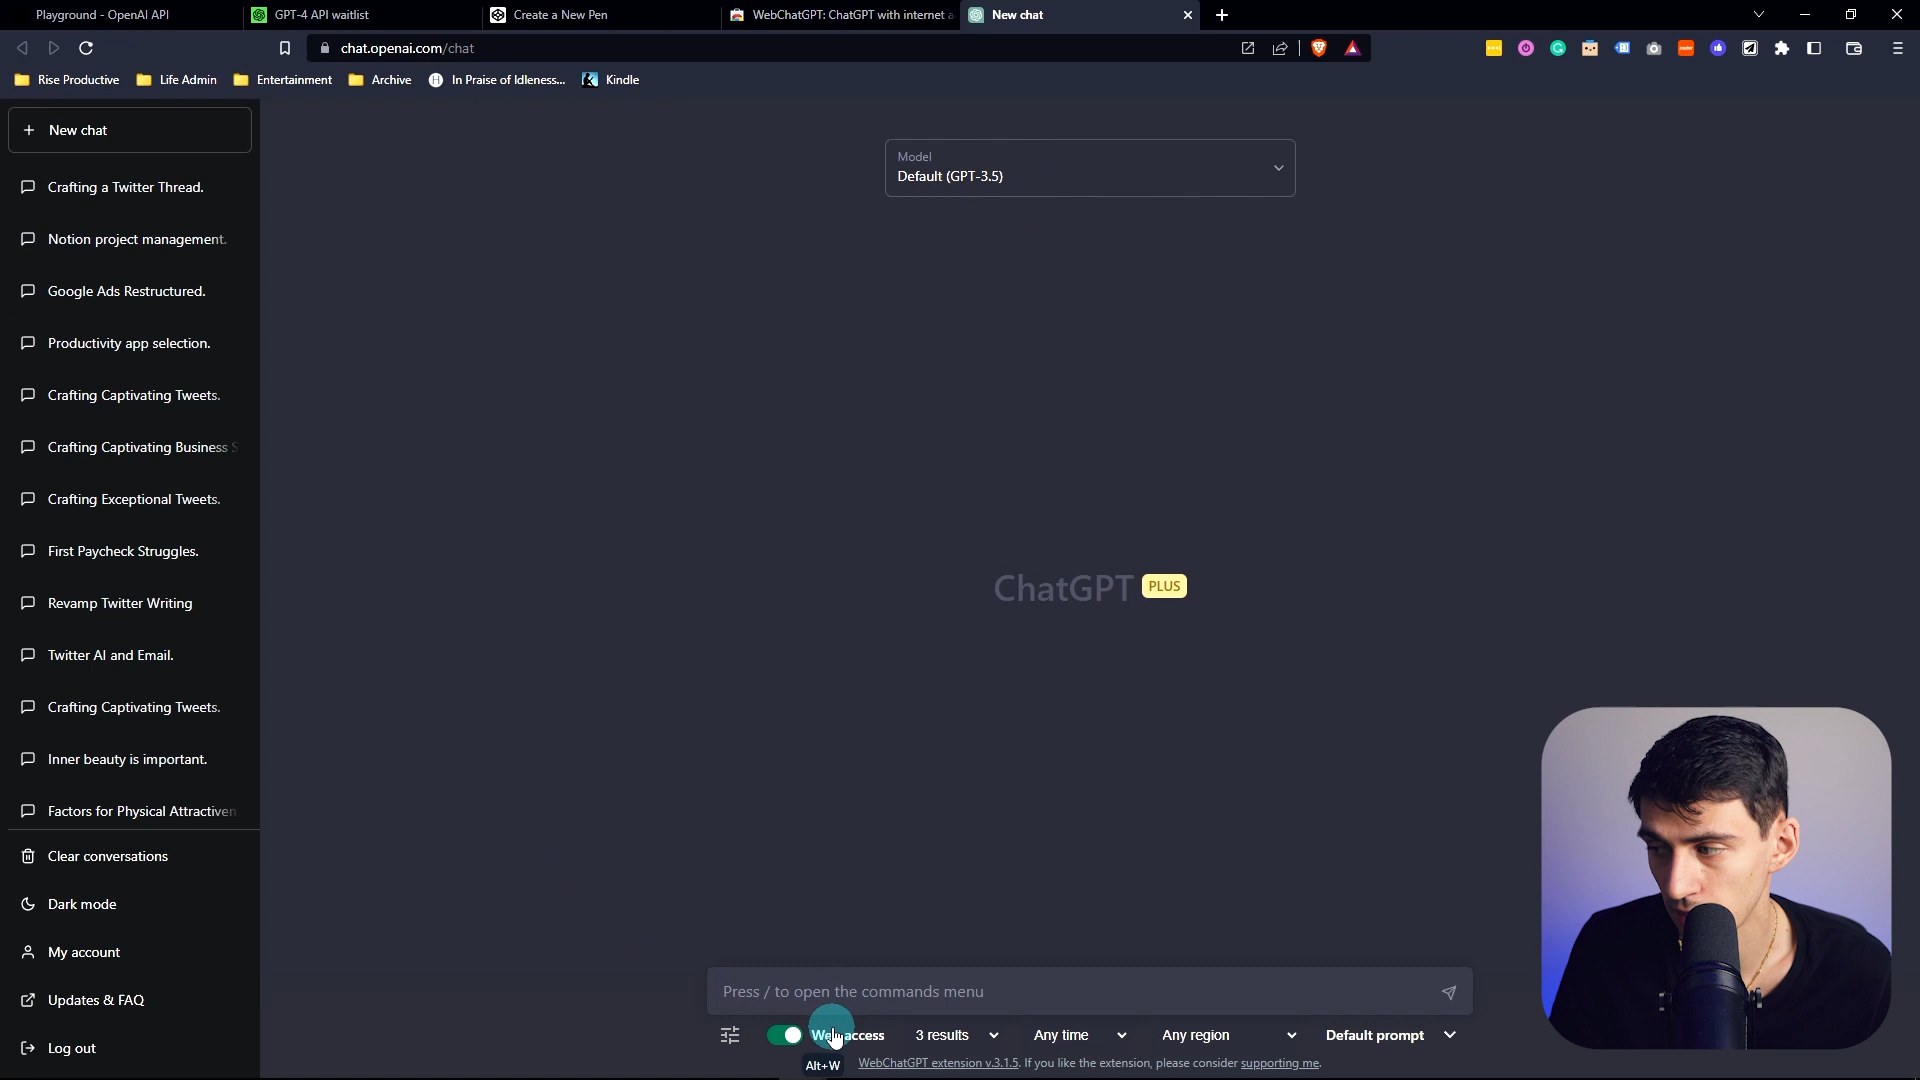 Playground - OpenAI API
GPT-4 API waitlist
Create a New Pen
WebChatGPT: ChatGPT with internet a
New chat
chat.openai.com/chat
Rise Productive
Life Admin
Entertainment
Archive
In Praise of Idleness...
Kindle
New chat
Crafting a Twitter Thread.
Notion project management.
Google Ads Restructured.
Productivity app selection.
Crafting Captivating Tweets.
Crafting Captivating Business S
Crafting Exceptional Tweets.
First Paycheck Struggles.
Revamp Twitter Writing
Twitter AI and Email.
Crafting Captivating Tweets.
Inner beauty is important.
Factors for Physical Attractiven
Clear conversations
Dark mode
My account
Updates & FAQ
Log out
Model
Default (GPT-3.5)
ChatGPT PLUS
Press / to open the commands menu
Web access
3 results
Any time
Any region
Default prompt
Alt+W
WebChatGPT extension v.3.1.5. If you like the extension, please consider supporting me.